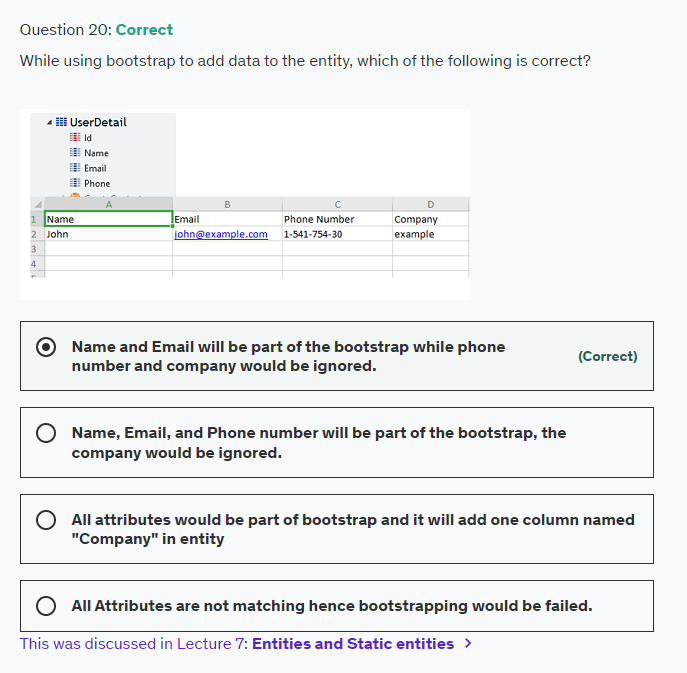 Question 20: Correct
While using bootstrap to add data to the entity, which of the following is correct?
UserDetail
Id
Name
Email
Phone
A B C D
1 Name Email Phone Number Company
2 John john@example.com 1-541-754-30 example
3
4
Name and Email will be part of the bootstrap while phone
number and company would be ignored.
(Correct)
Name, Email, and Phone number will be part of the bootstrap, the
company would be ignored.
All attributes would be part of bootstrap and it will add one column named
"Company" in entity
All Attributes are not matching hence bootstrapping would be failed.
This was discussed in Lecture 7: Entities and Static entities >